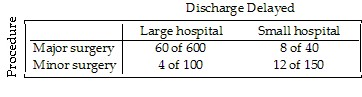 Discharge Delayed
Procedure
Large hospital Small hospital
Major surgery 60 of 600 8 of 40
Minor surgery 4 of 100 12 of 150